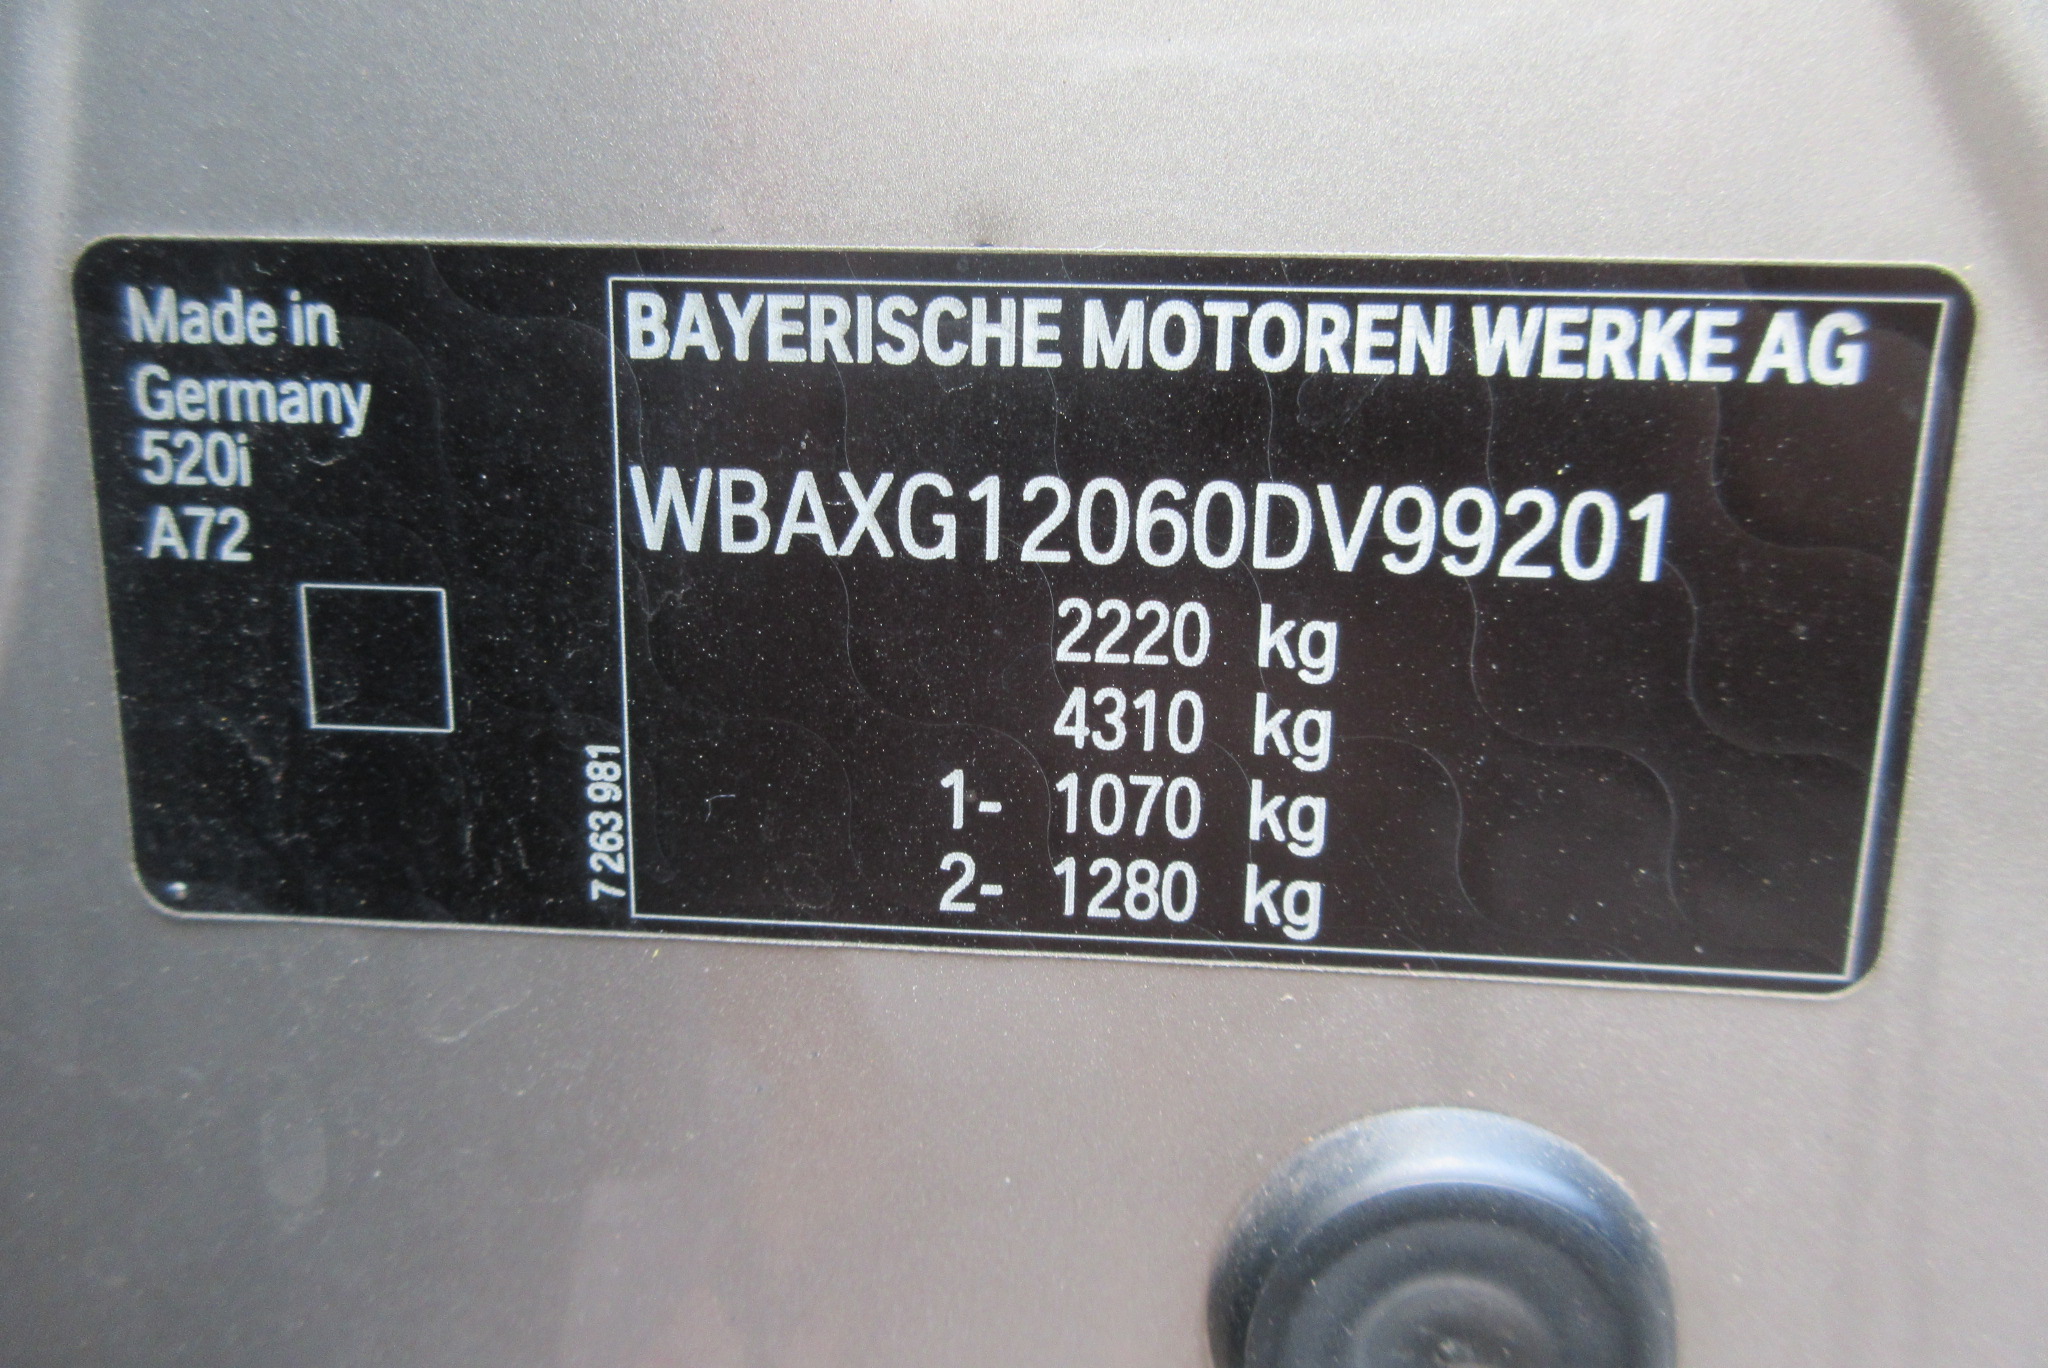 Made in
Germany
520i
A72
7 263 981
BAYERISCHE MOTOREN WERKE AG
WBAXG12060DV99201
2220 kg
4310 kg
1- 1070 kg
2- 1280 kg